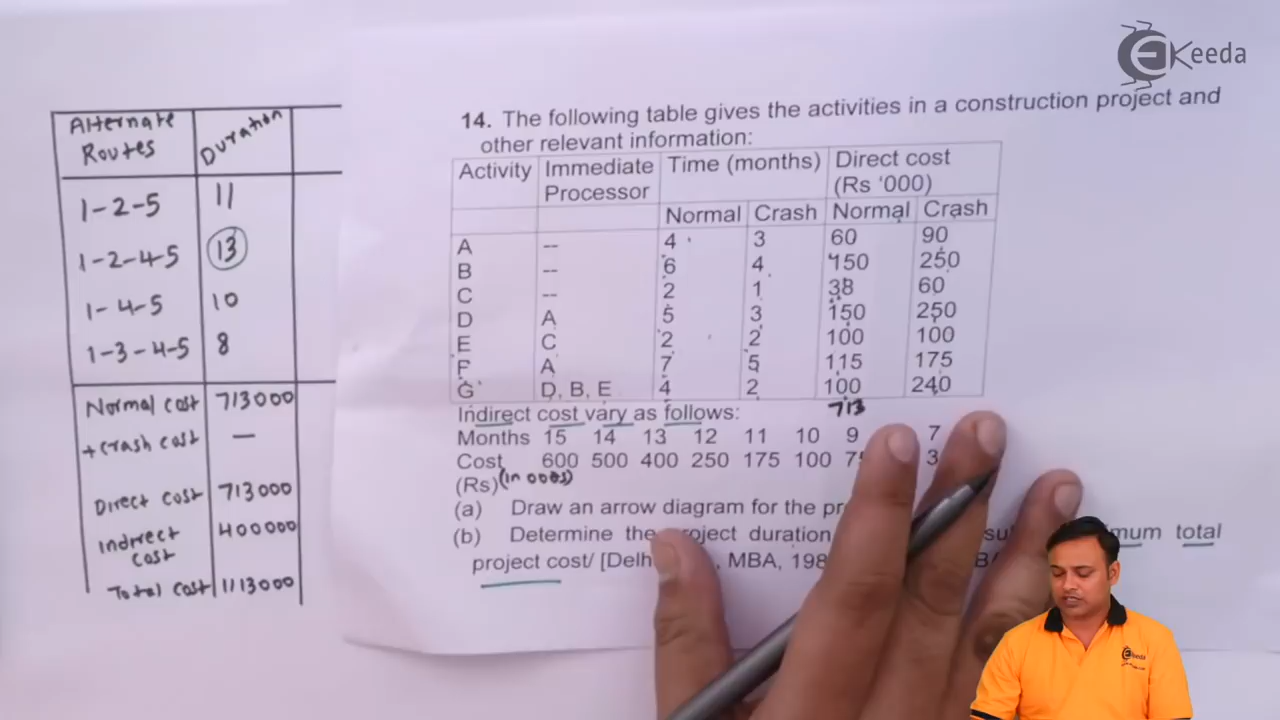 Keeda
Alternate
Routes
Duration
1-2-5 11
1-2-4-5 13
1-4-5 10
1-3-4-5 8
Normal cost 713000
+ crash cost —
Direct cost 713000
Indirect cost 400000
Total cost 1113000
14. The following table gives the activities in a construction project and
other relevant information:
Activity Immediate Processor Time (months) Direct cost (Rs '000)
Normal Crash Normal Crash
A -- 4 3 60 90
B -- 6 4 150 250
C -- 2 1 38 60
D A 5 3 150 250
E C 2 2 100 100
F A 7 5 115 175
G D, B, E 4 2 100 240
713
Indirect cost vary as follows:
Months 15 14 13 12 11 10 9 7
Cost 600 500 400 250 175 100 3
(Rs) (in 000s)
(a) Draw an arrow diagram for the
(b) Determine the project duration total
project cost/ MBA,